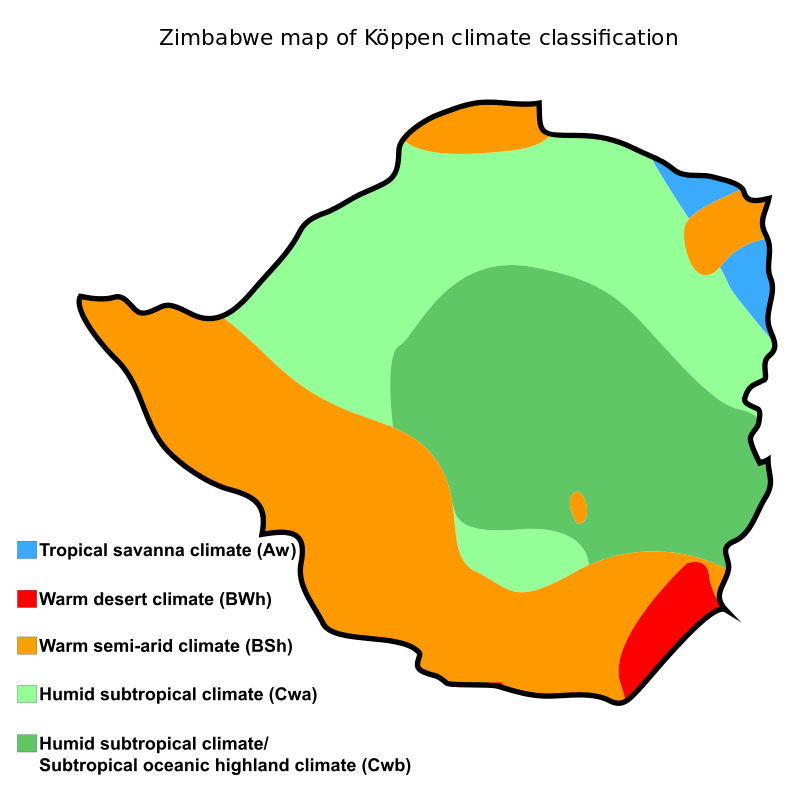 Zimbabwe map of Köppen climate classification
Tropical savanna climate (Aw)
Warm desert climate (BWh)
Warm semi-arid climate (BSh)
Humid subtropical climate (Cwa)
Humid subtropical climate/
Subtropical oceanic highland climate (Cwb)